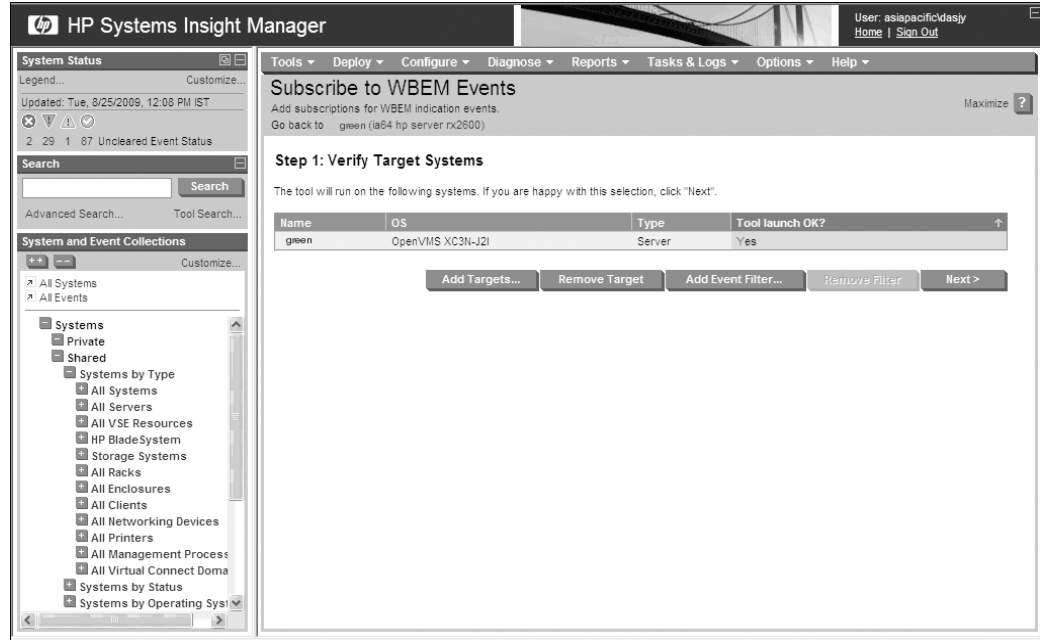 hp HP Systems Insight Manager
User: asiapacific\dasjy
Home | Sign Out
System Status
Legend... Customize...
Updated: Tue, 8/25/2009, 12:08 PM IST
2 29 1 87 Uncleared Event Status
Search
Search
Advanced Search... Tool Search...
System and Event Collections
++ -- Customize...
All Systems
All Events
Systems
Private
Shared
Systems by Type
All Systems
All Servers
All VSE Resources
HP BladeSystem
Storage Systems
All Racks
All Enclosures
All Clients
All Networking Devices
All Printers
All Management Process
All Virtual Connect Doma
Systems by Status
Systems by Operating Syst
Tools Deploy Configure Diagnose Reports Tasks & Logs Options Help
Subscribe to WBEM Events
Add subscriptions for WBEM indication events.
Maximize ?
Go back to green (ia64 hp server rx2600)
Step 1: Verify Target Systems
The tool will run on the following systems. If you are happy with this selection, click "Next".
Name OS Type Tool launch OK?
green OpenVMS XC3N-J2I Server Yes
Add Targets... Remove Target Add Event Filter... Remove Filter Next >